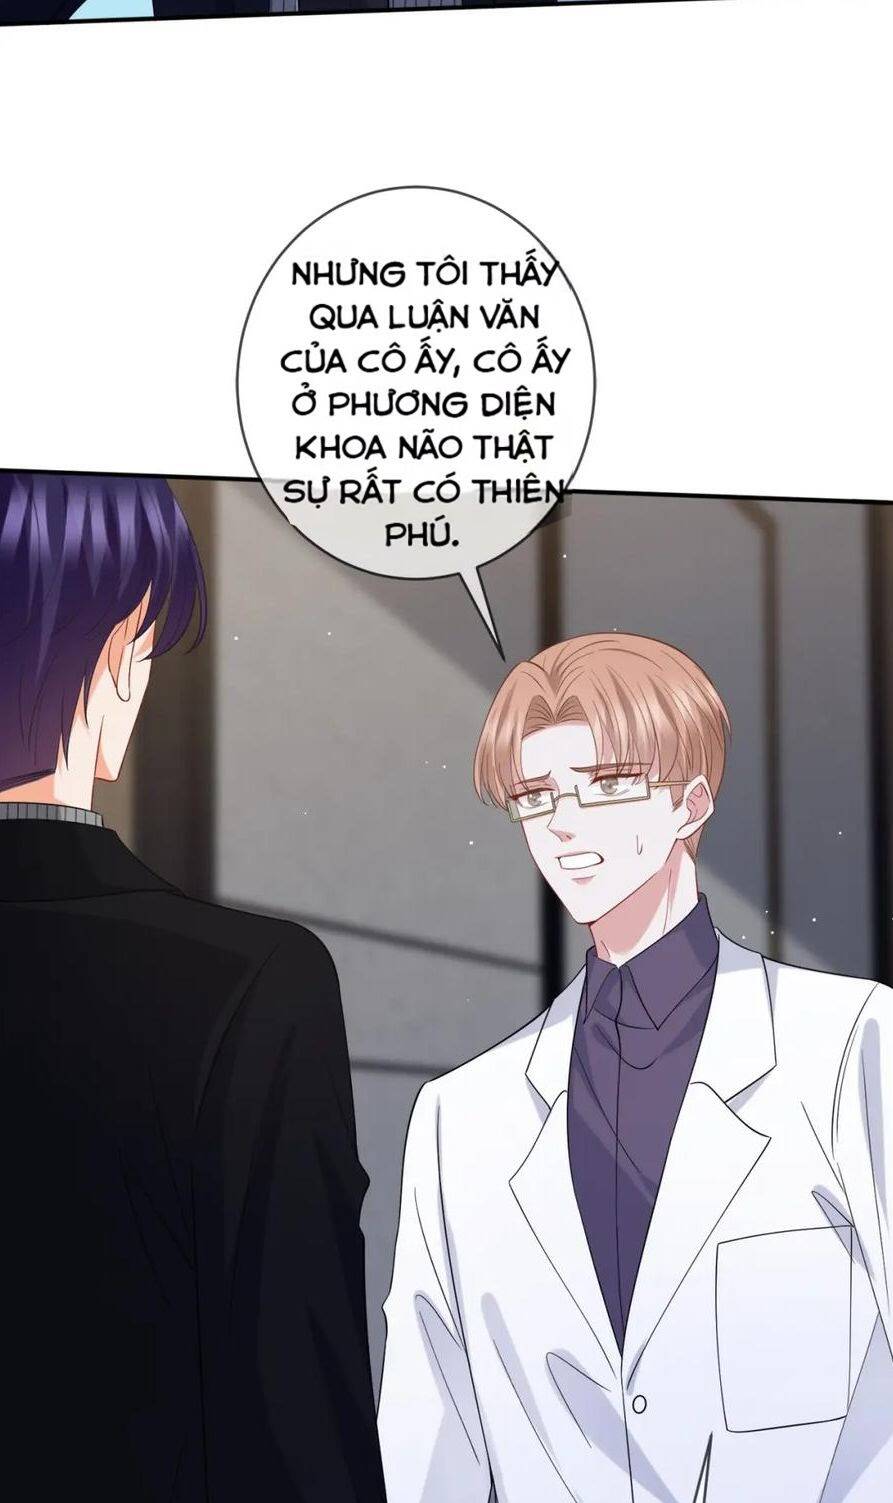 NHƯNG TÔI THẤY
QUA LUẬN VĂN
CỦA CÔ ẤY, CÔ ẤY
Ở PHƯƠNG DIỆN
KHOA NÃO THẬT
SỰ RẤT CÓ THIÊN
PHÚ.